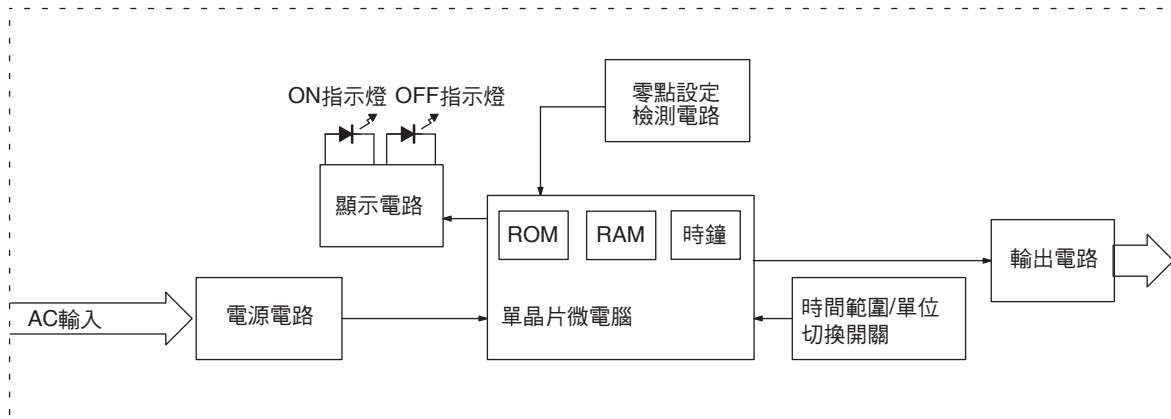 ON指示燈 OFF指示燈
零點設定
檢測電路
顯示電路
ROM RAM 時鐘
輸出電路
AC輸入
電源電路
單晶片微電腦
時間範圍/單位
切換開關